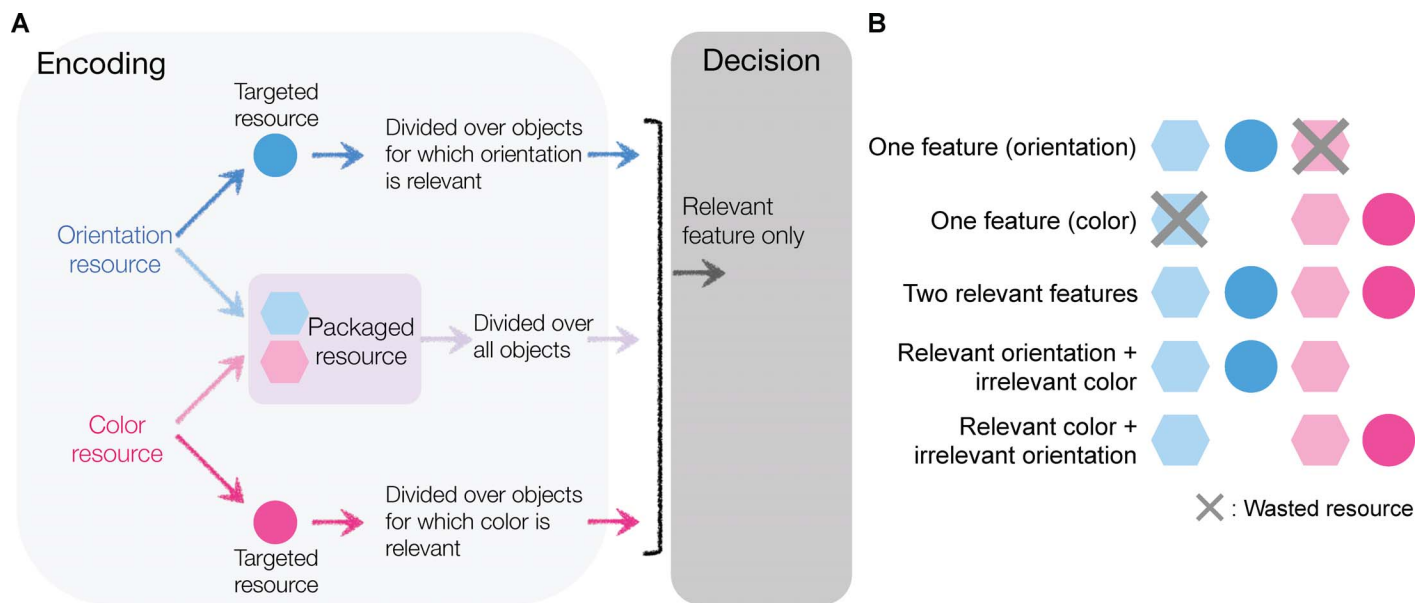 A
Encoding
Targeted
resource
Divided over objects
for which orientation
is relevant
Orientation
resource
Packaged
resource
Divided over
all objects
Color
resource
Targeted
resource
Divided over objects
for which color is
relevant
Decision
Relevant
feature only
B
One feature (orientation)
One feature (color)
Two relevant features
Relevant orientation +
irrelevant color
Relevant color +
irrelevant orientation
: Wasted resource